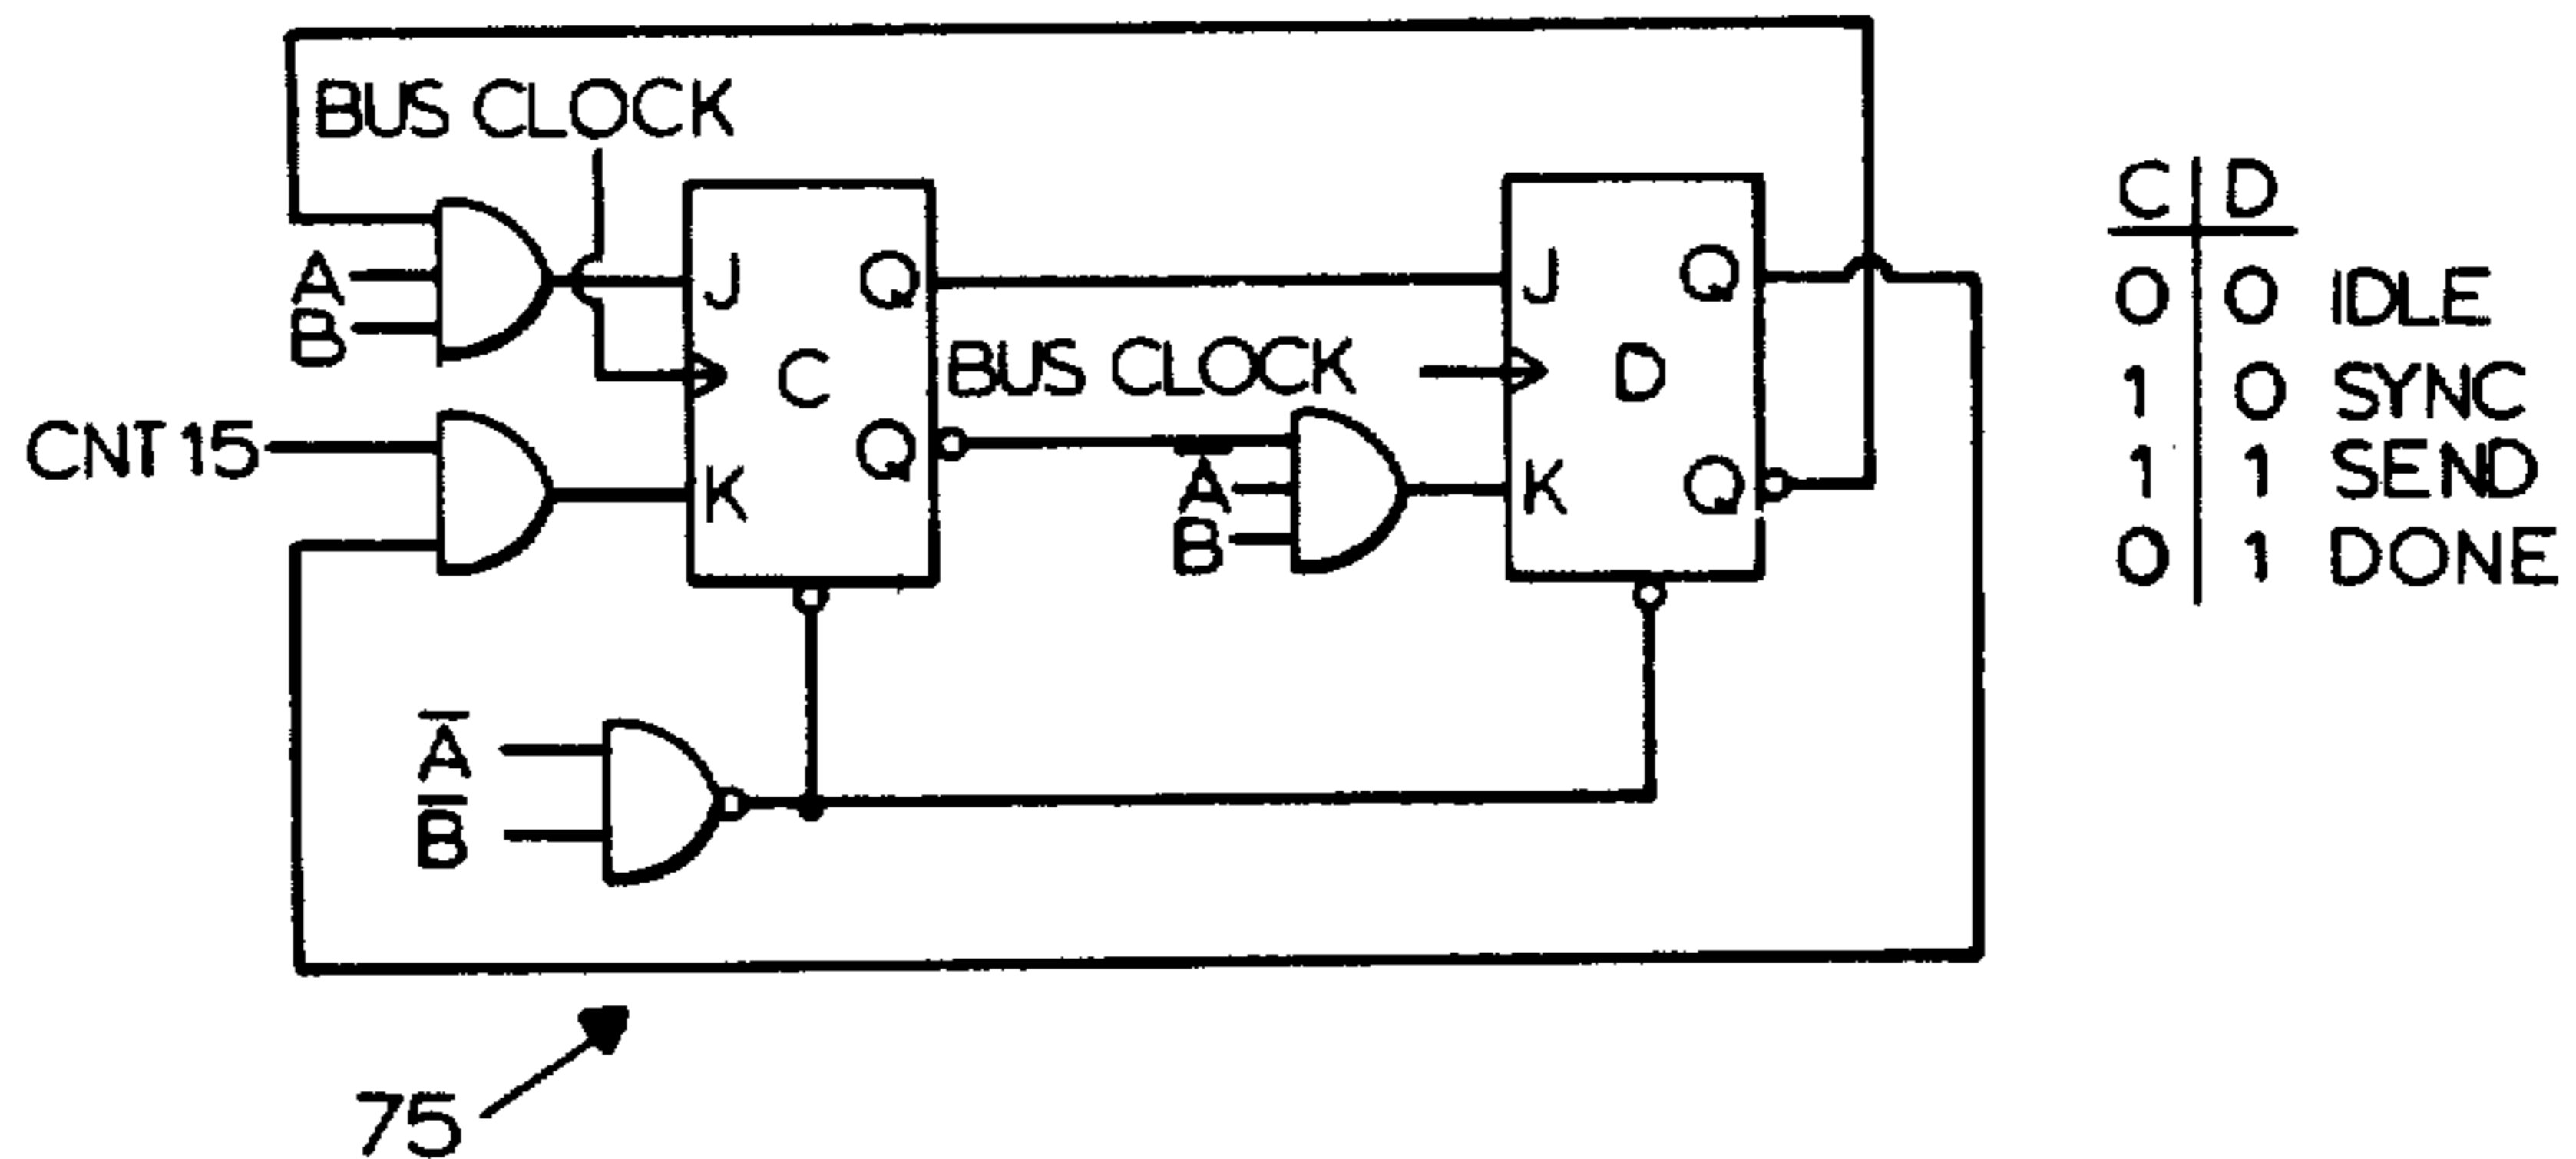 BUS CLOCK
A
B
CNT 15
J
Q
C
K
Q
BUS CLOCK
A̅
B
J
Q
D
K
Q
A̅
B̅
75
C D
0 0 IDLE
1 0 SYNC
1 1 SEND
0 1 DONE